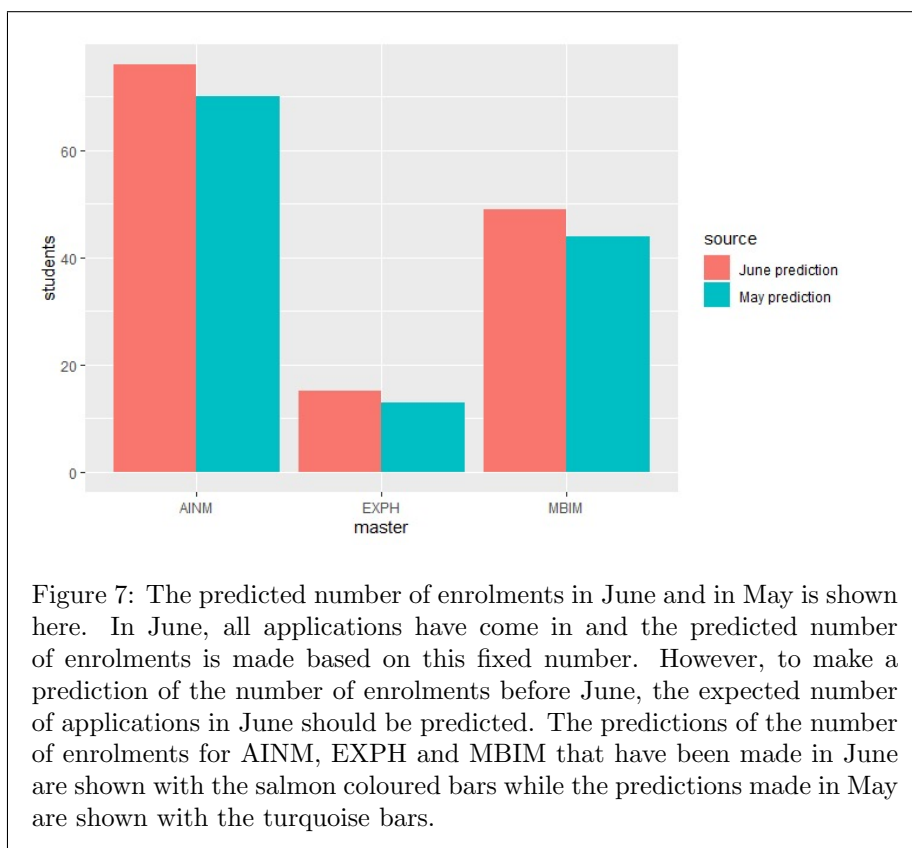 60
40
20
0
students
AINM
EXPH
MBIM
master
source
June prediction
May prediction
Figure 7: The predicted number of enrolments in June and in May is shown
here. In June, all applications have come in and the predicted number
of enrolments is made based on this fixed number. However, to make a
prediction of the number of enrolments before June, the expected number
of applications in June should be predicted. The predictions of the number
of enrolments for AINM, EXPH and MBIM that have been made in June
are shown with the salmon coloured bars while the predictions made in May
are shown with the turquoise bars.